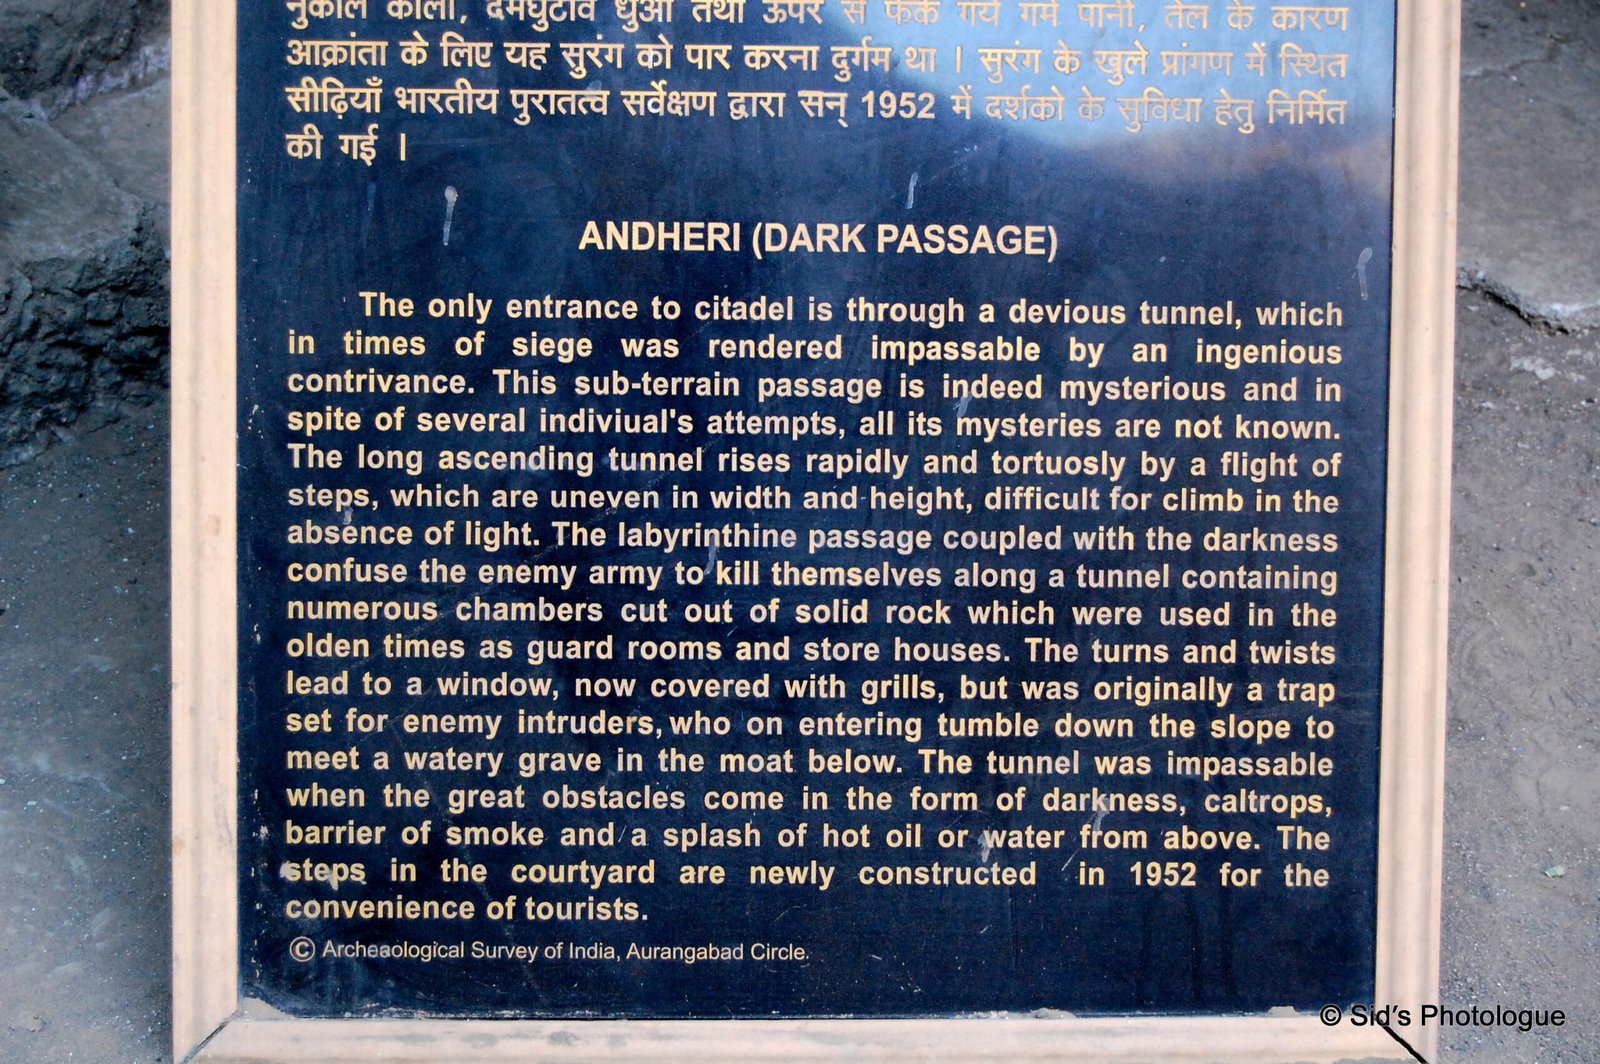 नुकीले कीलो, दमघुटाव धुआँ तथा ऊपर से फेंके गये गर्म पानी, तेल के कारण
आक्रांता के लिए यह सुरंग को पार करना दुर्गम था । सुरंग के खुले प्रांगण में स्थित
सीढ़ियाँ भारतीय पुरातत्व सर्वेक्षण द्वारा सन् 1952 में दर्शको के सुविधा हेतु निर्मित
की गई ।
ANDHERI (DARK PASSAGE)
The only entrance to citadel is through a devious tunnel, which
in times of siege was rendered impassable by an ingenious
contrivance. This sub-terrain passage is indeed mysterious and in
spite of several indiviual's attempts, all its mysteries are not known.
The long ascending tunnel rises rapidly and tortuosly by a flight of
steps, which are uneven in width and height, difficult for climb in the
absence of light. The labyrinthine passage coupled with the darkness
confuse the enemy army to kill themselves along a tunnel containing
numerous chambers cut out of solid rock which were used in the
olden times as guard rooms and store houses. The turns and twists
lead to a window, now covered with grills, but was originally a trap
set for enemy intruders, who on entering tumble down the slope to
meet a watery grave in the moat below. The tunnel was impassable
when the great obstacles come in the form of darkness, caltrops,
barrier of smoke and a splash of hot oil or water from above. The
steps in the courtyard are newly constructed in 1952 for the
convenience of tourists.
© Archeaological Survey of India, Aurangabad Circle.
© Sid's Photologue